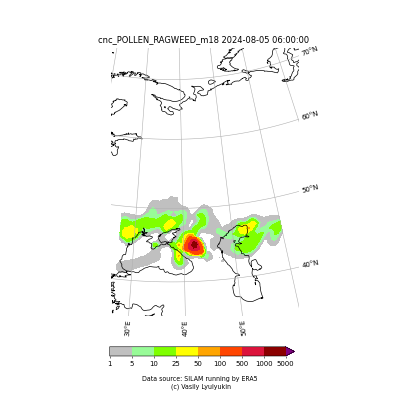 cnc_POLLEN_RAGWEED_m18 2024-08-05 06:00:00
70°N
60°N
50°N
40°N
30°E
40°E
50°E
1 5 10 25 50 100 500 1000 5000
Data source: SILAM running by ERA5
(c) Vasily Lyulyukin